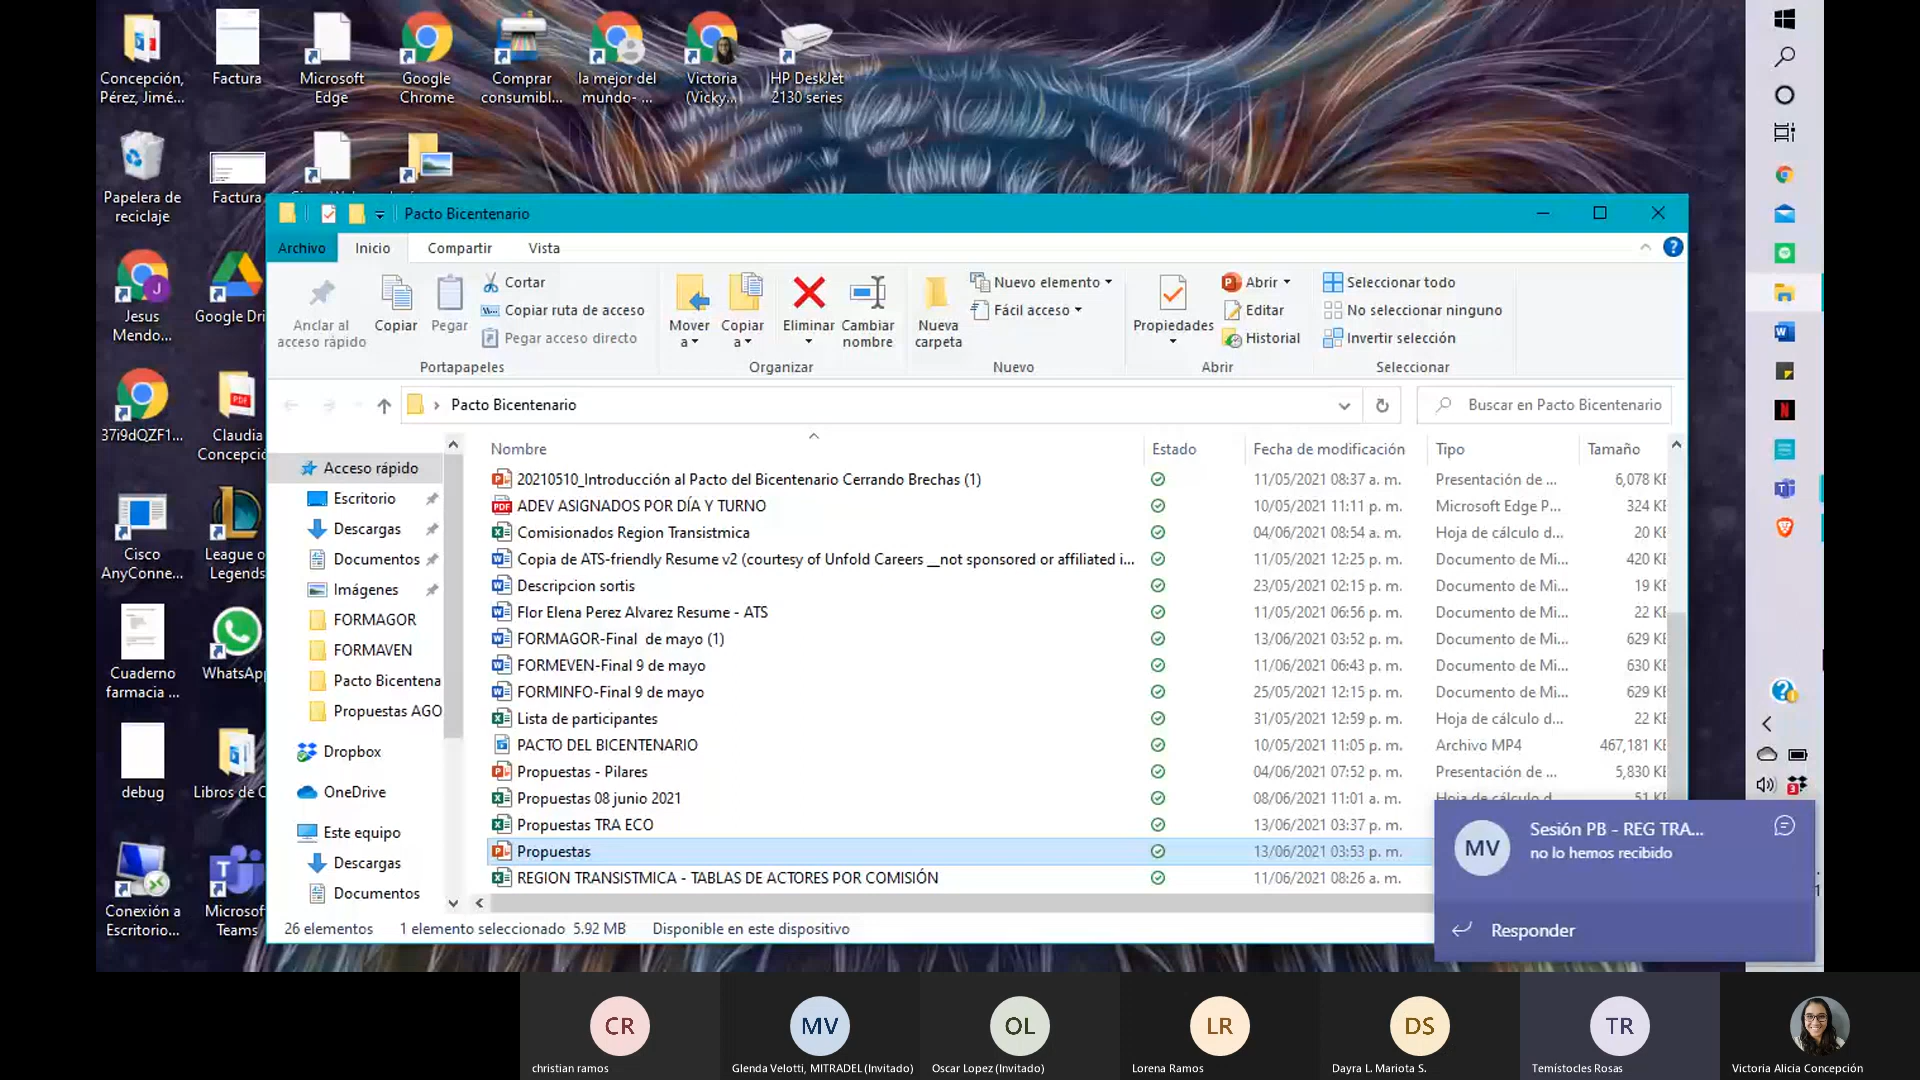 Concepción,
Pérez, Jimé...
Factura
Microsoft
Edge
Google
Chrome
Comprar
consumibl...
la mejor del
mundo- ...
Victoria
(Vicky...
HP DeskJet
2130 series
Papelera de
reciclaje
Factura
Jesus
Mendo...
Google Dri
37i9dQZF1...
Claudia
Concepcio
Cisco
AnyConne...
League o
Legends
Cuaderno
farmacia ...
WhatsApp
debug
Libros de C
Conexión a
Escritorio...
Microsof
Teams
Pacto Bicentenario
Archivo
Inicio
Compartir
Vista
Anclar al
acceso rápido
Copiar
Pegar
Cortar
Copiar ruta de acceso
Pegar acceso directo
Portapapeles
Mover
a
Copiar
a
Eliminar
Cambiar
nombre
Organizar
Nueva
carpeta
Nuevo elemento
Fácil acceso
Nuevo
Propiedades
Abrir
Editar
Historial
Abrir
Seleccionar todo
No seleccionar ninguno
Invertir selección
Seleccionar
Pacto Bicentenario
Buscar en Pacto Bicentenario
Acceso rápido
Escritorio
Descargas
Documentos
Imágenes
FORMAGOR
FORMAVEN
Pacto Bicentena
Propuestas AGO
Dropbox
OneDrive
Este equipo
Descargas
Documentos
Nombre Estado Fecha de modificación Tipo Tamaño
20210510_Introducción al Pacto del Bicentenario Cerrando Brechas (1) 11/05/2021 08:37 a. m. Presentación de ... 6,078 KB
ADEV ASIGNADOS POR DÍA Y TURNO 10/05/2021 11:11 p. m. Microsoft Edge P... 324 KB
Comisionados Region Transistmica 04/06/2021 08:54 a. m. Hoja de cálculo d... 20 KB
Copia de ATS-friendly Resume v2 (courtesy of Unfold Careers __not sponsored or affiliated i... 11/05/2021 12:25 p. m. Documento de Mi... 420 KB
Descripcion sortis 23/05/2021 02:15 p. m. Documento de Mi... 19 KB
Flor Elena Perez Alvarez Resume - ATS 11/05/2021 06:56 p. m. Documento de Mi... 22 KB
FORMAGOR-Final de mayo (1) 13/06/2021 03:52 p. m. Documento de Mi... 629 KB
FORMEVEN-Final 9 de mayo 11/06/2021 06:43 p. m. Documento de Mi... 630 KB
FORMINFO-Final 9 de mayo 25/05/2021 12:15 p. m. Documento de Mi... 629 KB
Lista de participantes 31/05/2021 12:59 p. m. Hoja de cálculo d... 22 KB
PACTO DEL BICENTENARIO 10/05/2021 11:05 p. m. Archivo MP4 467,181 KB
Propuestas - Pilares 04/06/2021 07:52 p. m. Presentación de ... 5,830 KB
Propuestas 08 junio 2021 08/06/2021 11:01 a. m. Hoja de cálculo d... 51 KB
Propuestas TRA ECO 13/06/2021 03:37 p. m.
Propuestas 13/06/2021 03:53 p. m.
REGION TRANSISTMICA - TABLAS DE ACTORES POR COMISIÓN 11/06/2021 08:26 a. m.
26 elementos 1 elemento seleccionado 5.92 MB Disponible en este dispositivo
MV
Sesión PB - REG TRA...
no lo hemos recibido
Responder
CR
christian ramos
MV
Glenda Velotti, MITRADEL (Invitado)
OL
Oscar Lopez (Invitado)
LR
Lorena Ramos
DS
Dayra L. Mariota S.
TR
Temístocles Rosas
Victoria Alicia Concepción